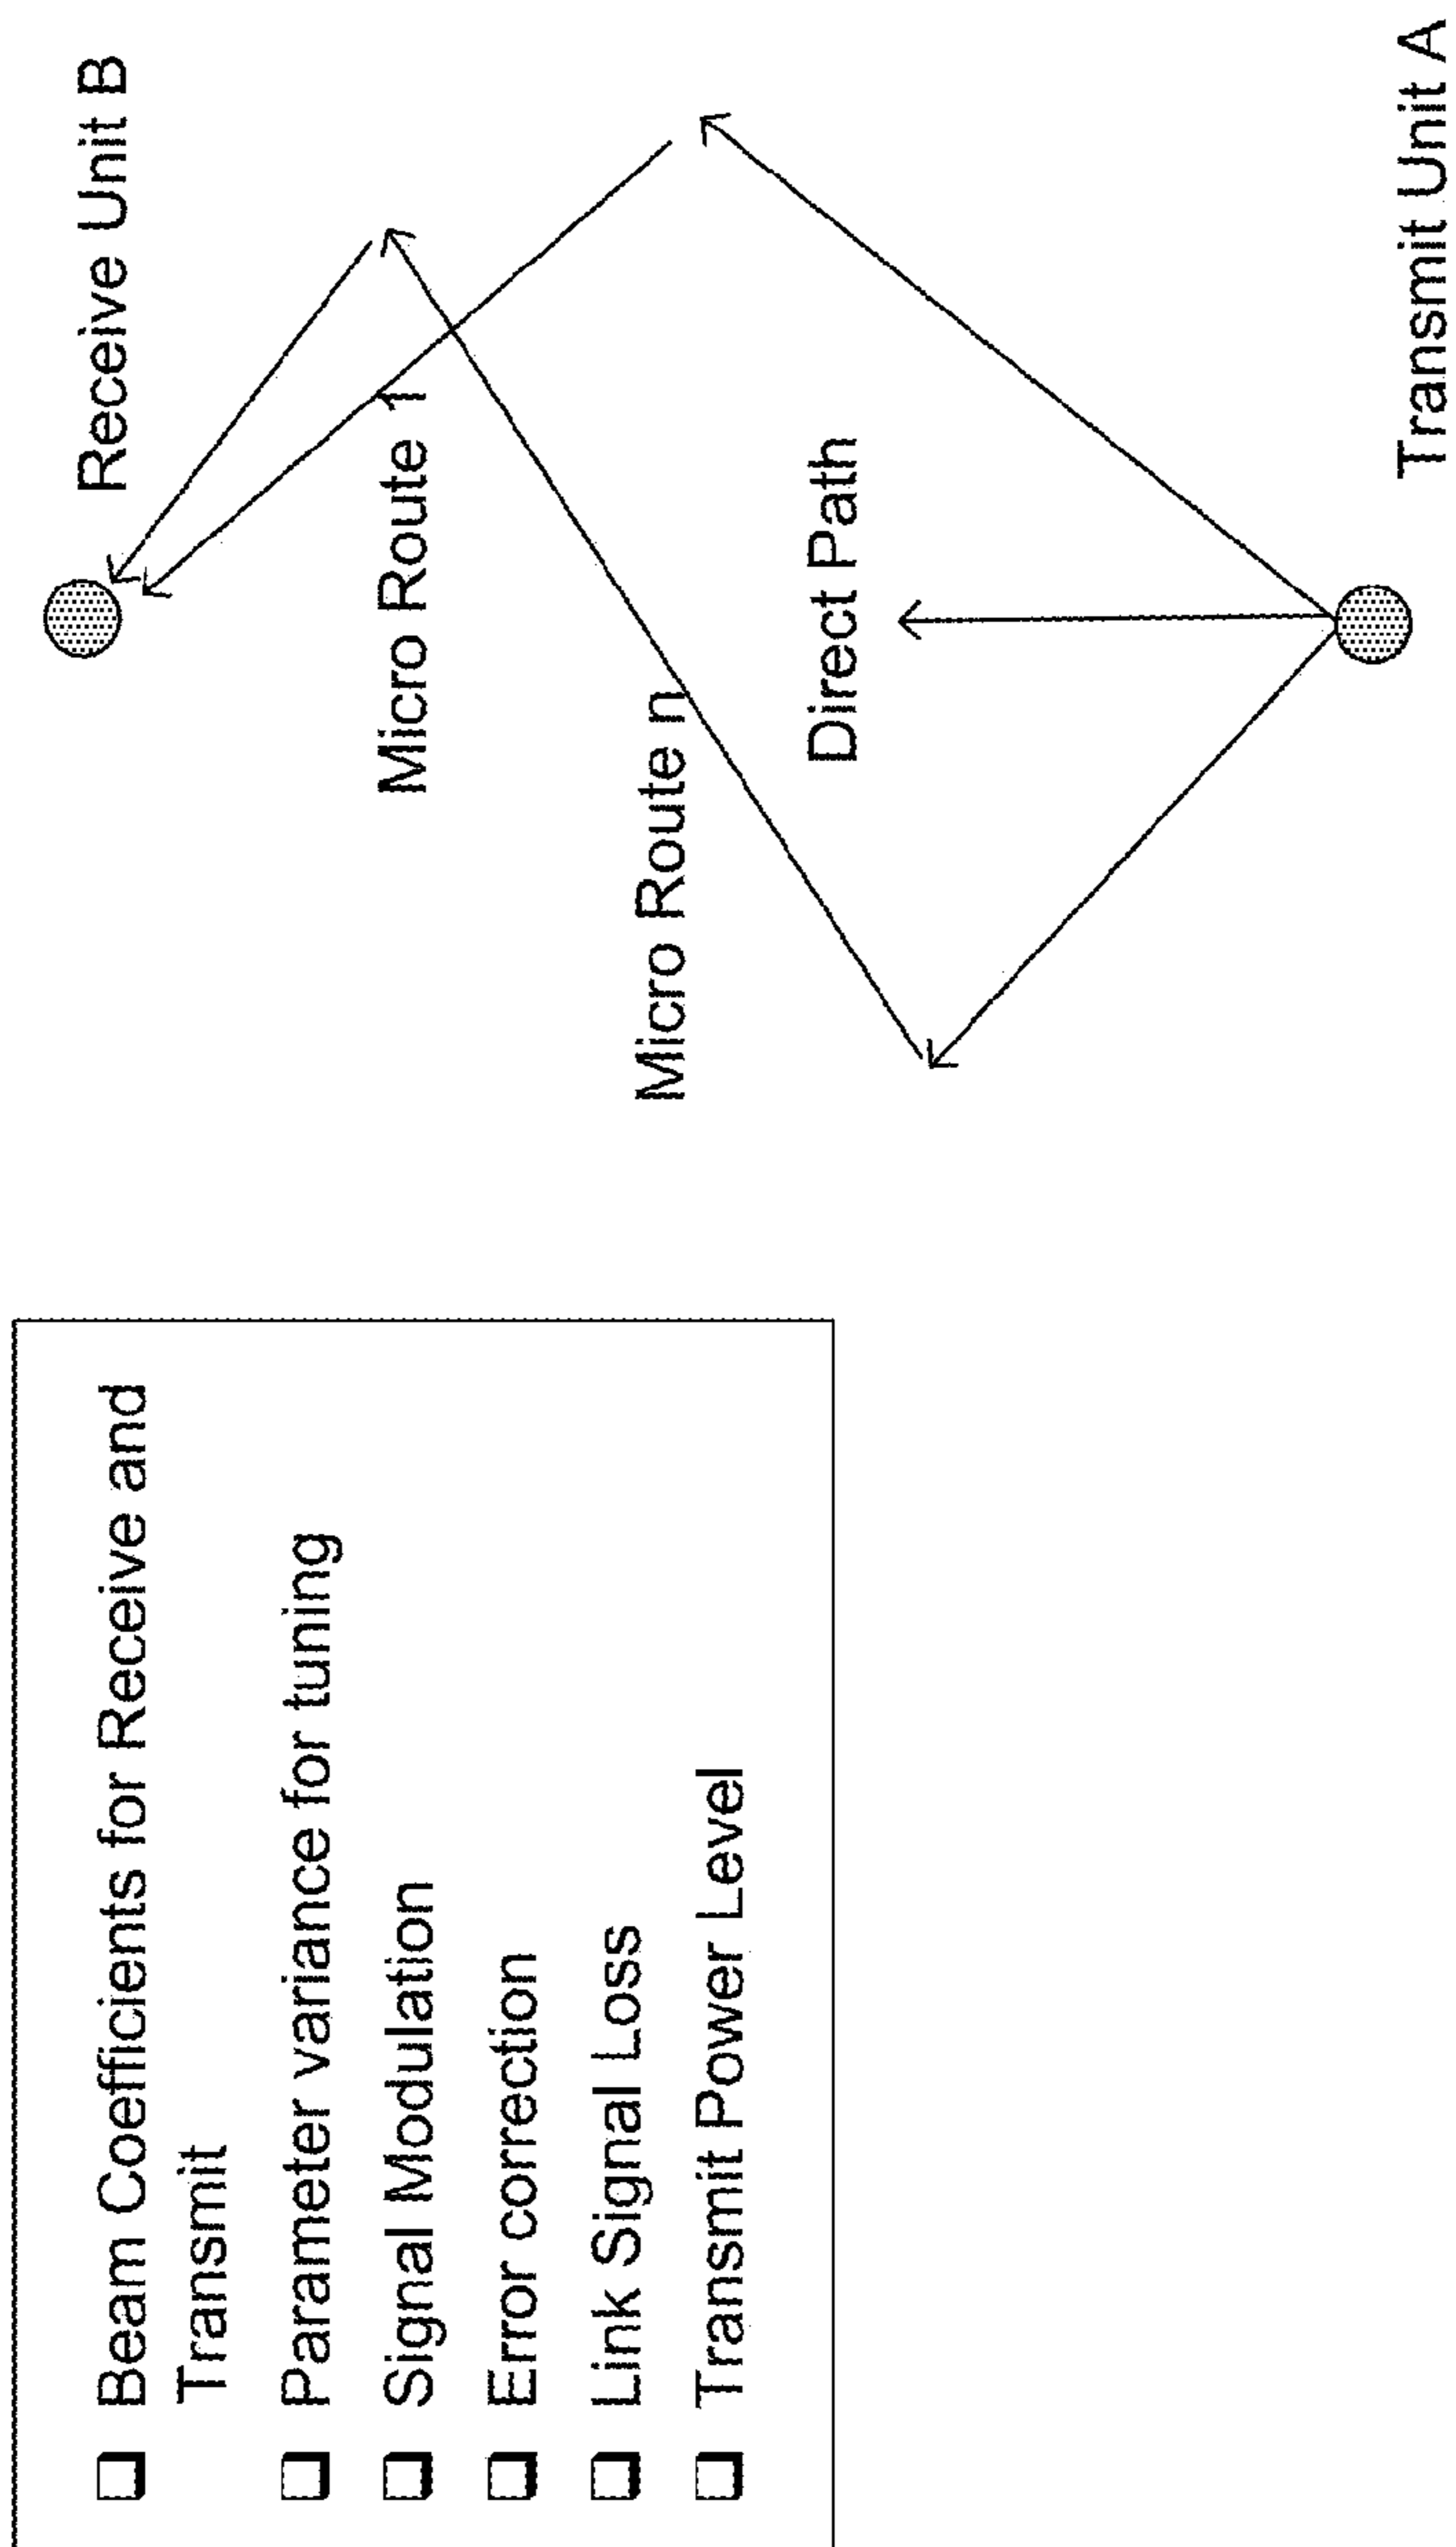 Beam Coefficients for Receive and
Transmit
Parameter variance for tuning
Signal Modulation
Error correction
Link Signal Loss
Transmit Power Level
Receive Unit B
Micro Route 1
Micro Route n
Direct Path
Transmit Unit A